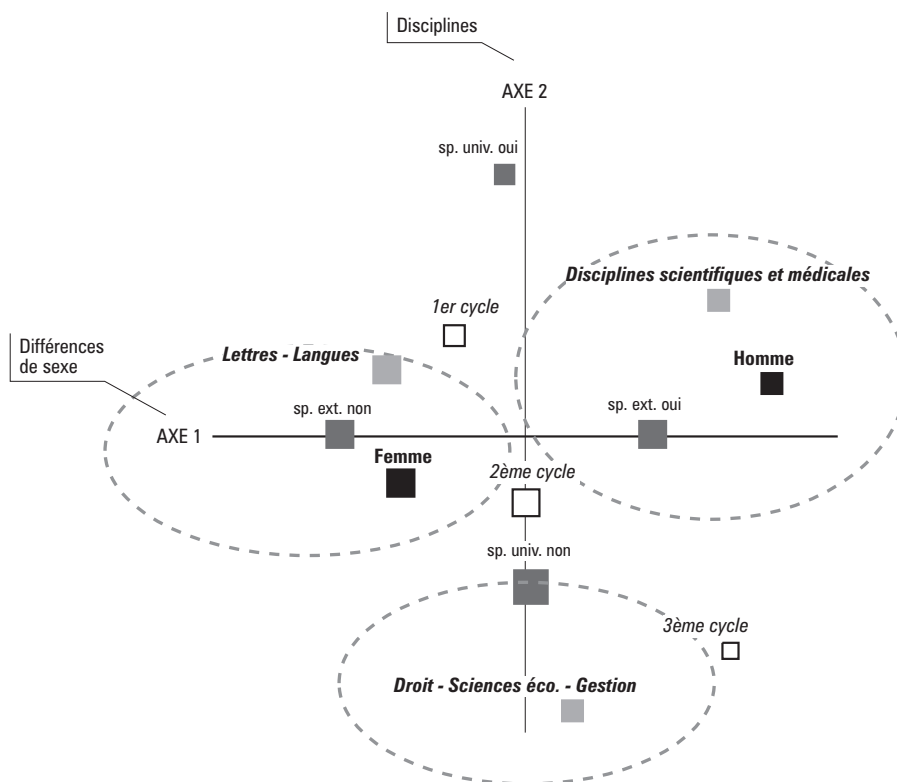 Disciplines
AXE 2
sp. univ. oui
Disciplines scientifiques et médicales
1er cycle
Différences
de sexe
Lettres - Langues
Homme
sp. ext. non
sp. ext. oui
AXE 1
Femme
2ème cycle
sp. univ. non
3ème cycle
Droit - Sciences éco. - Gestion